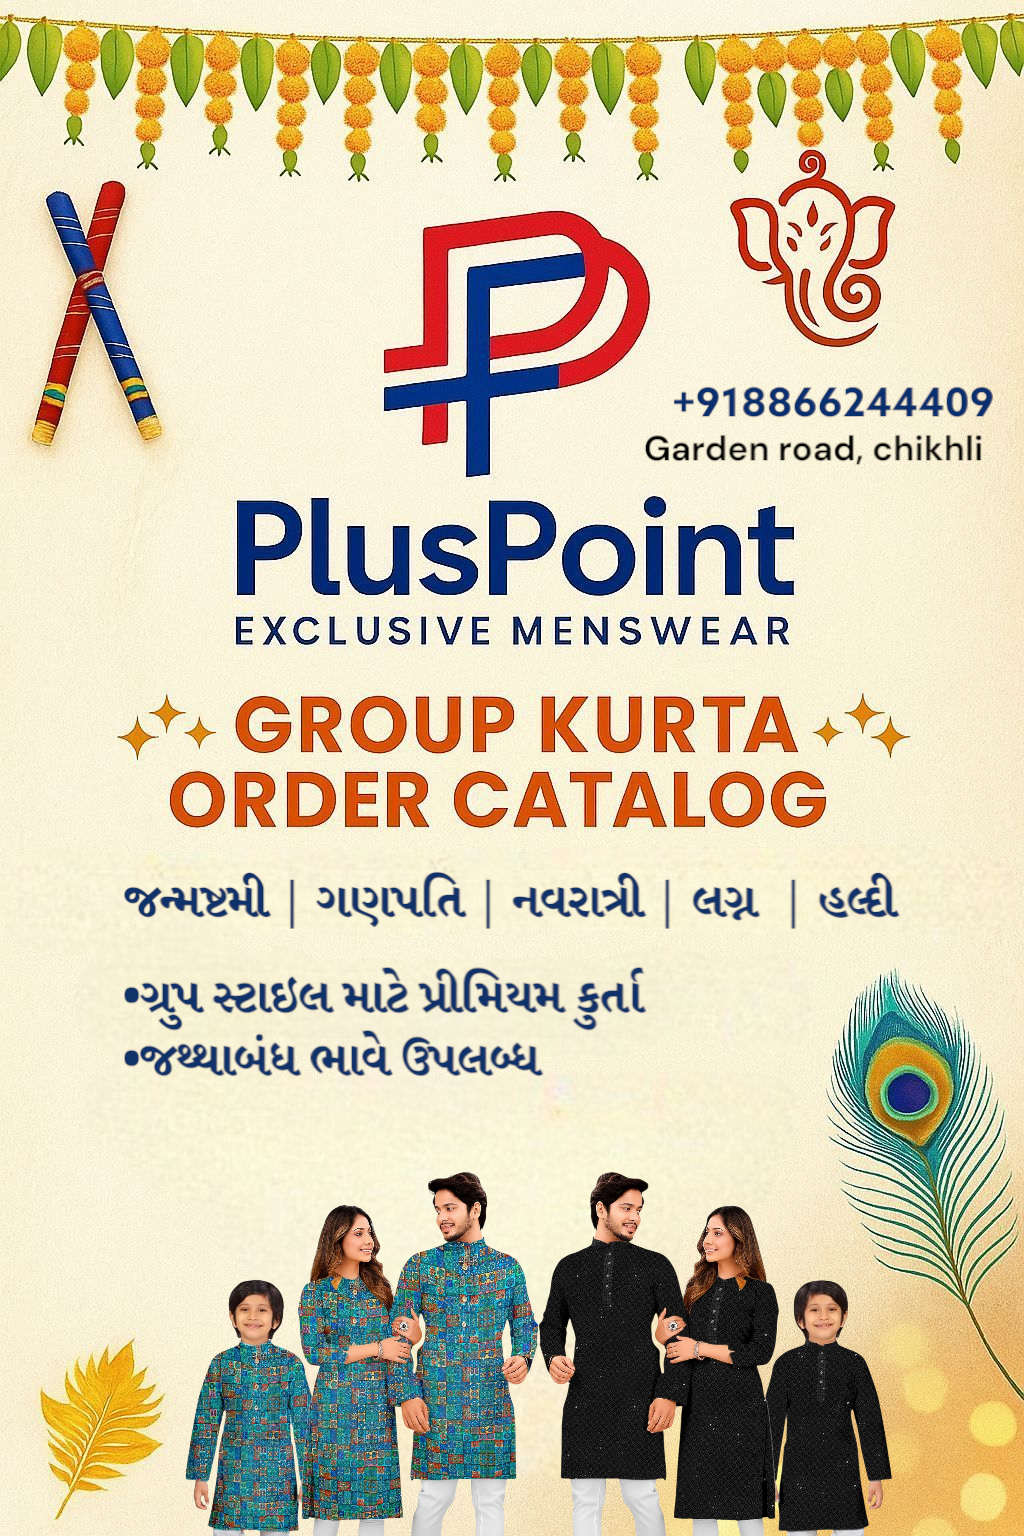 +918866244409
Garden road, chikhli
PlusPoint
EXCLUSIVE MENSWEAR
GROUP KURTA
ORDER CATALOG
જન્મષ્ટમી | ગણપતિ | નવરાત્રી | લગ્ન | હલ્દી
•ગ્રુપ સ્ટાઇલ માટે પ્રીમિયમ કુર્તા
•જથ્થાબંધ ભાવે ઉપલબ્ધ